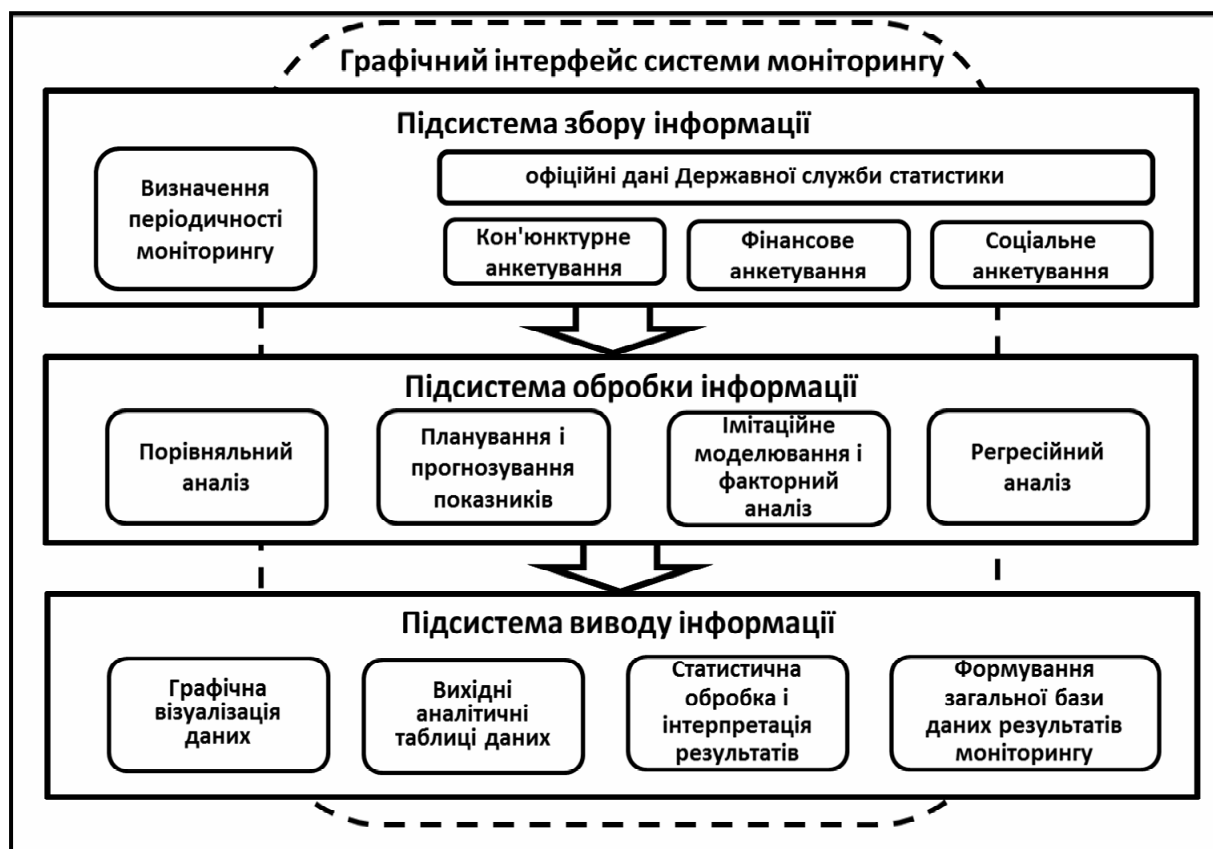 Графічний інтерфейс системи моніторингу
Підсистема збору інформації
Визначення
періодичності
моніторингу
офіційні дані Державної служби статистики
Кон'юнктурне
анкетування
Фінансове
анкетування
Соціальне
анкетування
Підсистема обробки інформації
Порівняльний
аналіз
Планування і
прогнозування
показників
Імітаційне
моделювання і
факторний
аналіз
Регресійний
аналіз
Підсистема виводу інформації
Графічна
візуалізація
даних
Вихідні
аналітичні
таблиці даних
Статистична
обробка і
інтерпретація
результатів
Формування
загальної бази
даних результатів
моніторингу